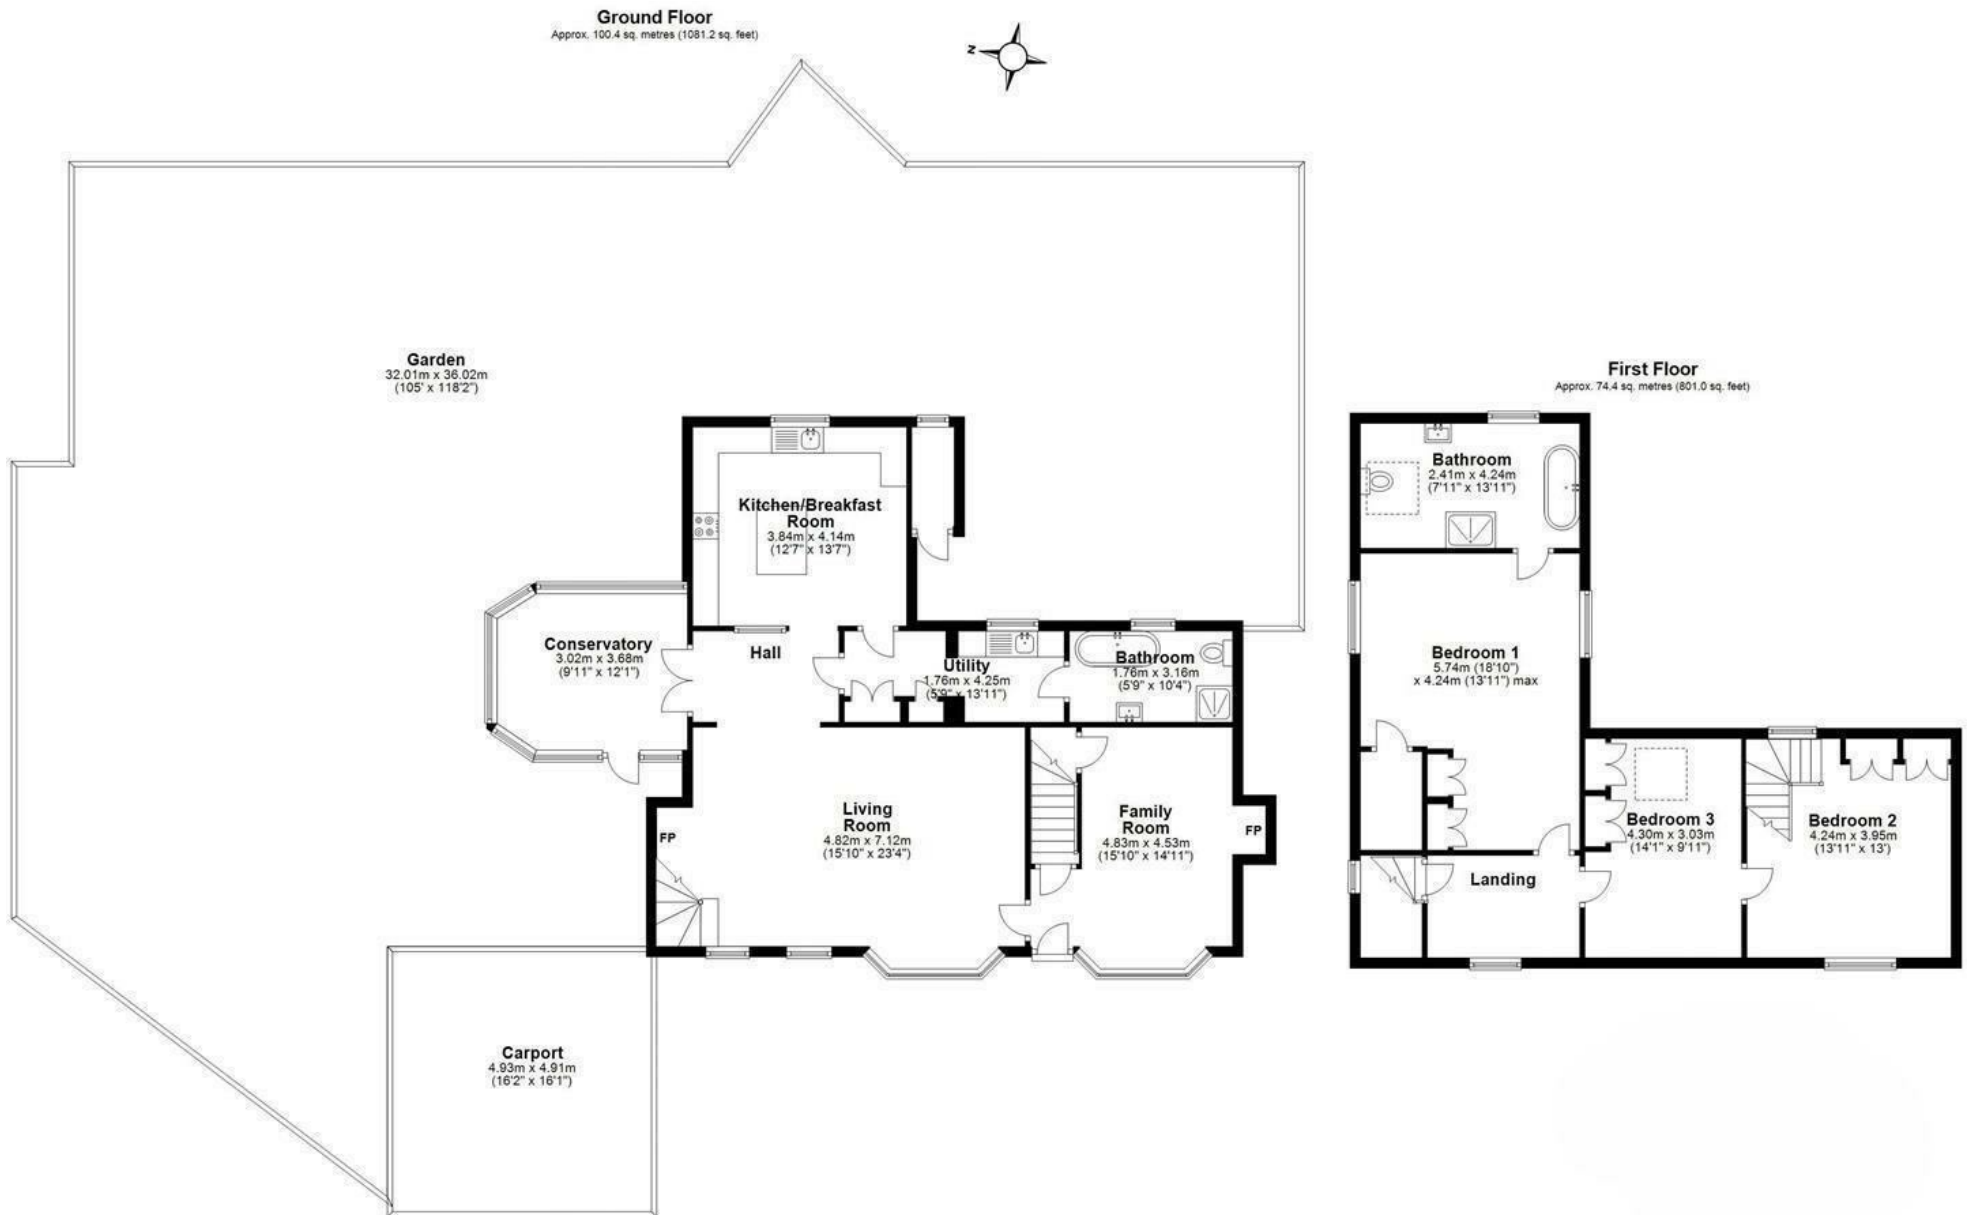 Ground Floor
Approx. 100.4 sq. metres (1081.2 sq. feet)
N
Garden
32.01m x 36.02m
(105' x 118'2")
Kitchen/Breakfast
Room
3.84m x 4.14m
(12'7" x 13'7")
Conservatory
3.02m x 3.68m
(9'11" x 12'1")
Hall
Utility
1.76m x 4.25m
(5'9" x 13'11")
Bathroom
1.76m x 3.16m
(5'9" x 10'4")
Living
Room
4.82m x 7.12m
(15'10" x 23'4")
FP
Family
Room
4.83m x 4.53m
(15'10" x 14'11")
FP
Carport
4.93m x 4.91m
(16'2" x 16'1")
First Floor
Approx. 74.4 sq. metres (801.0 sq. feet)
Bathroom
2.41m x 4.24m
(7'11" x 13'11")
Bedroom 1
5.74m (18'10")
x 4.24m (13'11") max
Bedroom 3
4.30m x 3.03m
(14'1" x 9'11")
Bedroom 2
4.24m x 3.95m
(13'11" x 13')
Landing